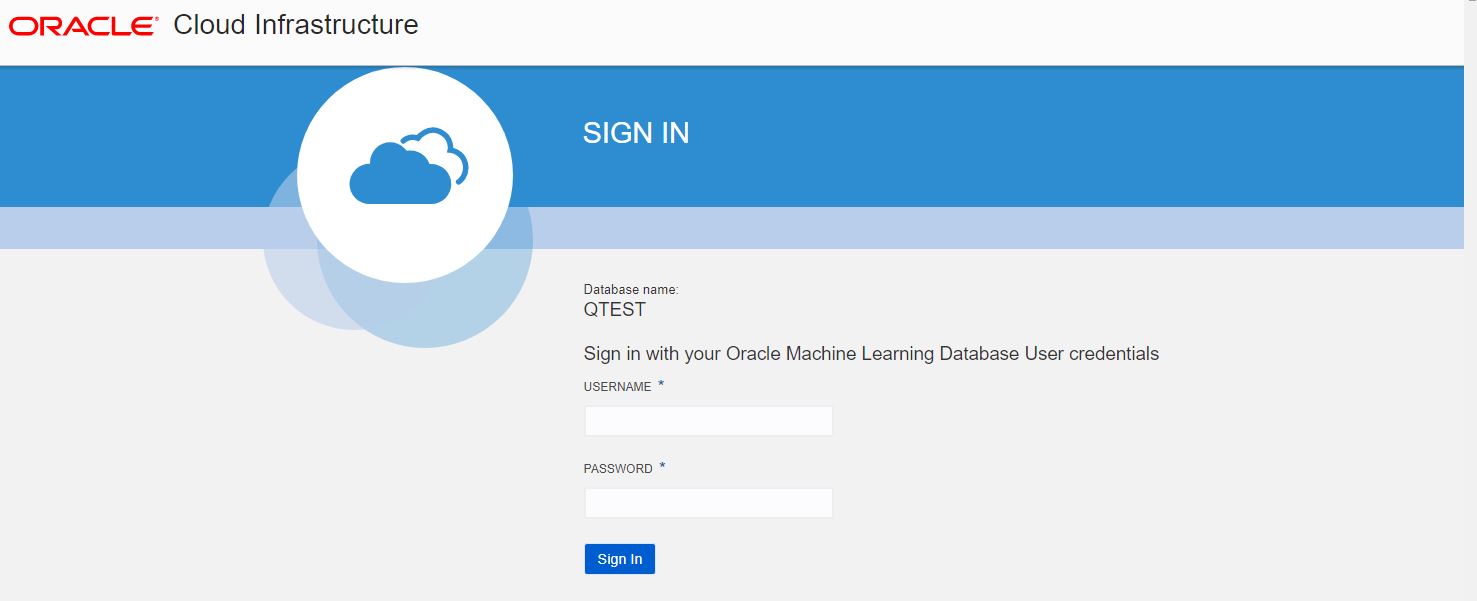 ORACLE® Cloud Infrastructure
SIGN IN
Database name:
QTEST
Sign in with your Oracle Machine Learning Database User credentials
USERNAME *
PASSWORD *
Sign In